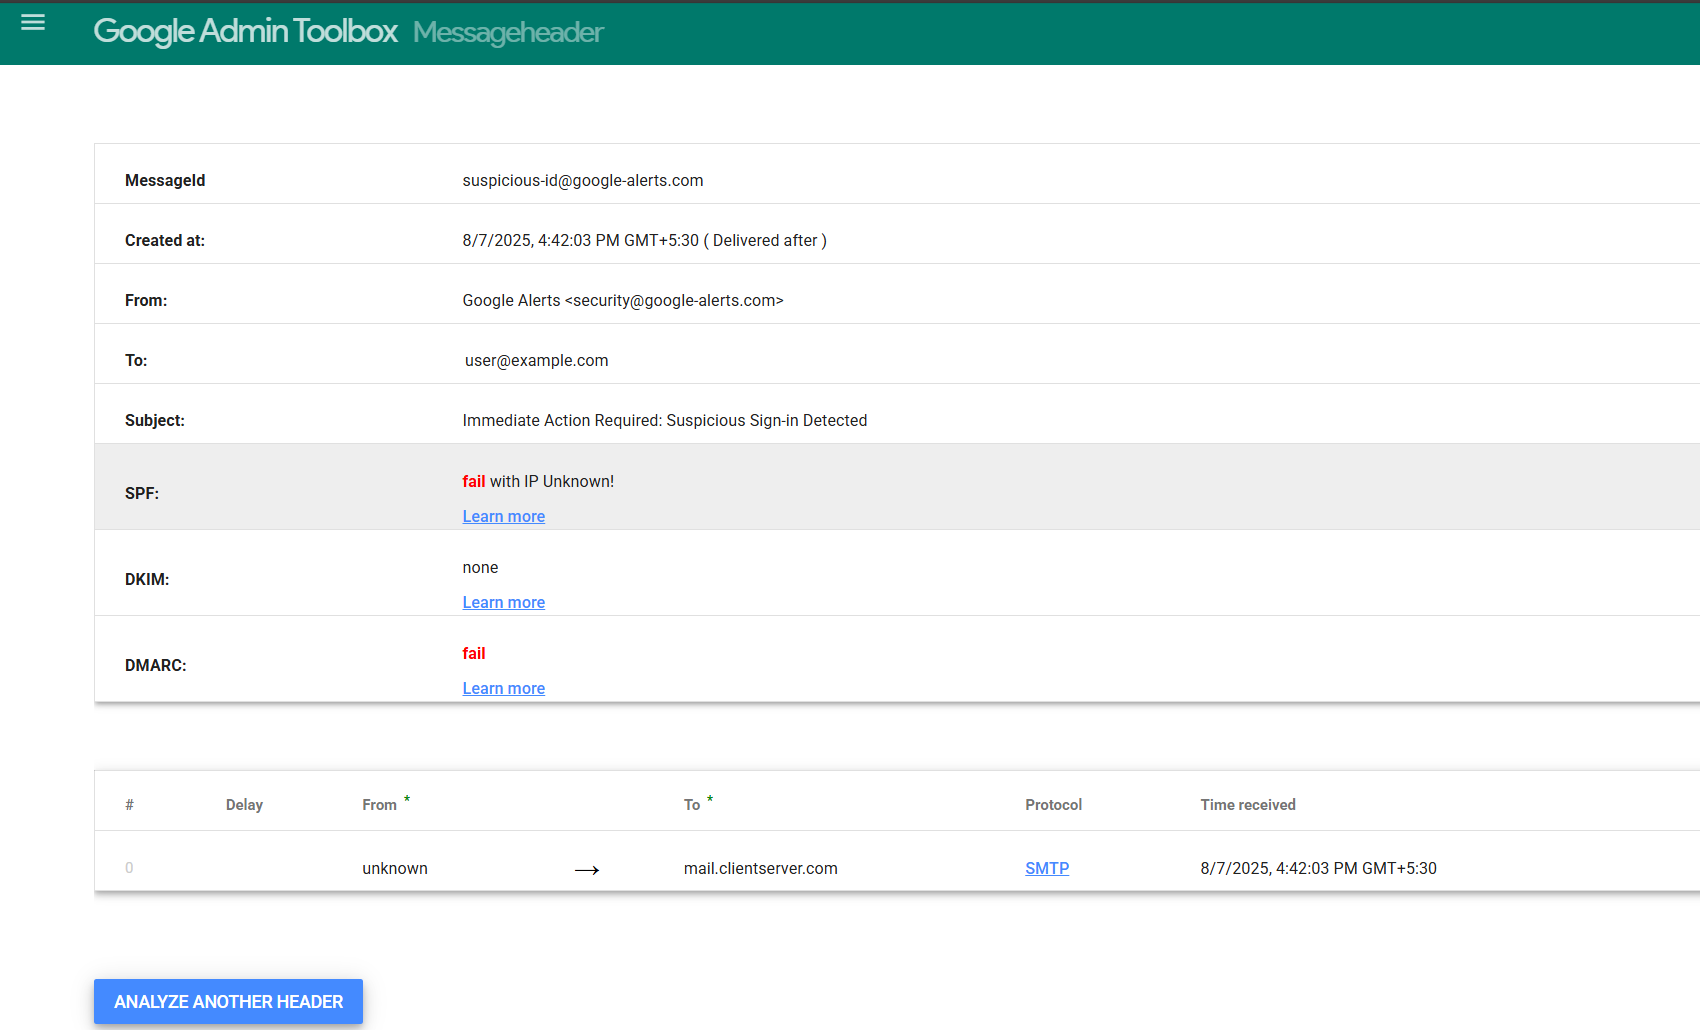 Google Admin Toolbox Messageheader
MessageId suspicious-id@google-alerts.com
Created at: 8/7/2025, 4:42:03 PM GMT+5:30 ( Delivered after )
From: Google Alerts <security@google-alerts.com>
To: user@example.com
Subject: Immediate Action Required: Suspicious Sign-in Detected
SPF: fail with IP Unknown!
Learn more
DKIM: none
Learn more
DMARC: fail
Learn more
# Delay From * To * Protocol Time received
0 unknown → mail.clientserver.com SMTP 8/7/2025, 4:42:03 PM GMT+5:30
ANALYZE ANOTHER HEADER